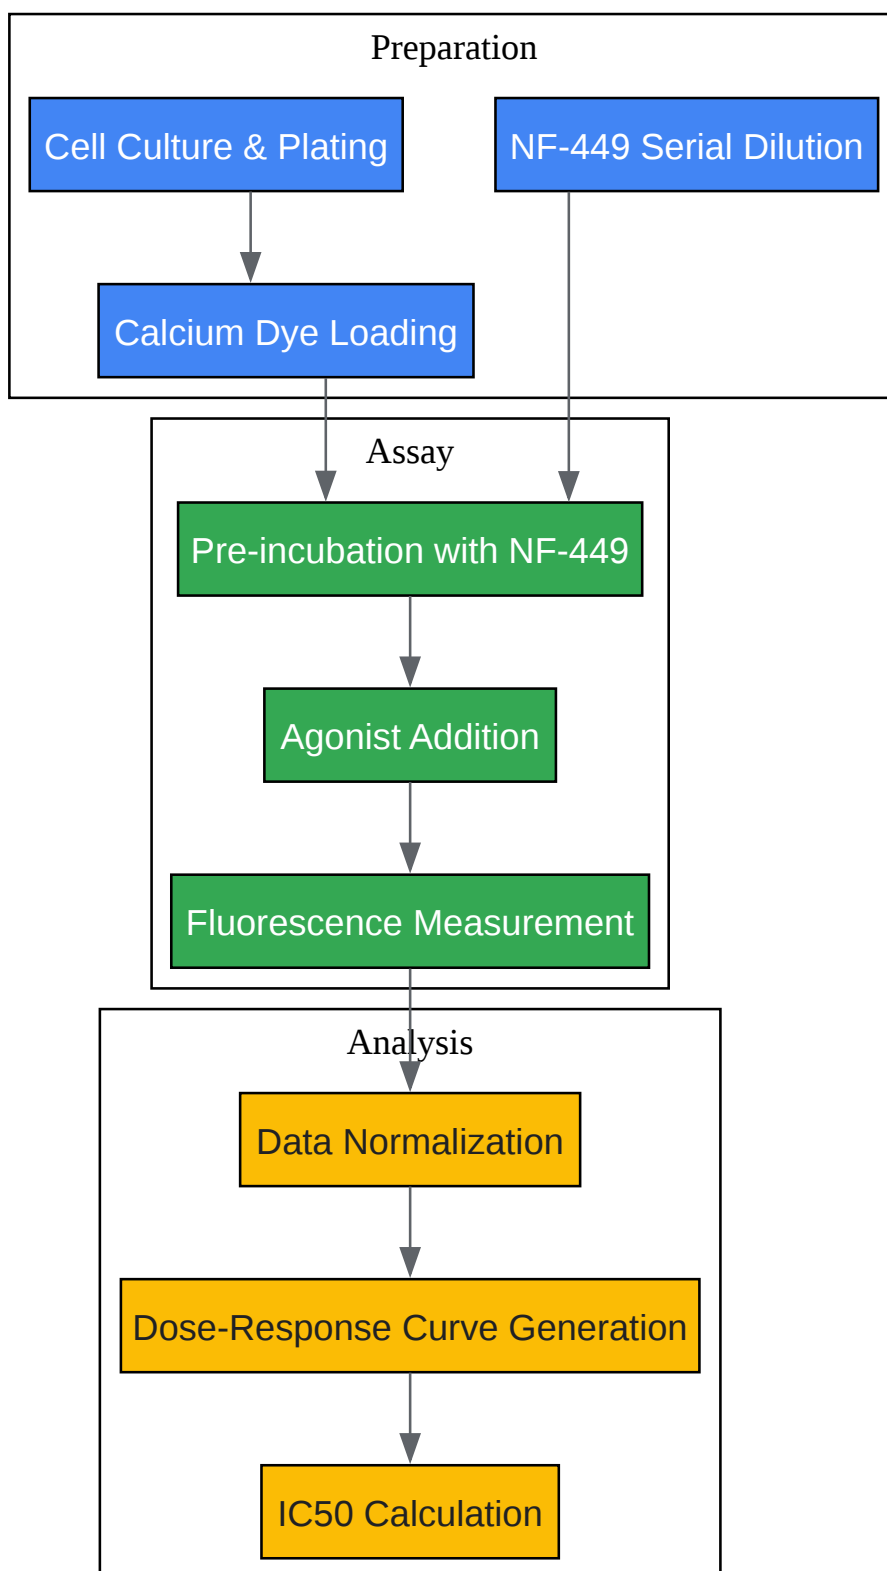 Preparation
Cell Culture & Plating
NF-449 Serial Dilution
Calcium Dye Loading
Assay
Pre-incubation with NF-449
Agonist Addition
Fluorescence Measurement
Analysis
Data Normalization
Dose-Response Curve Generation
IC50 Calculation